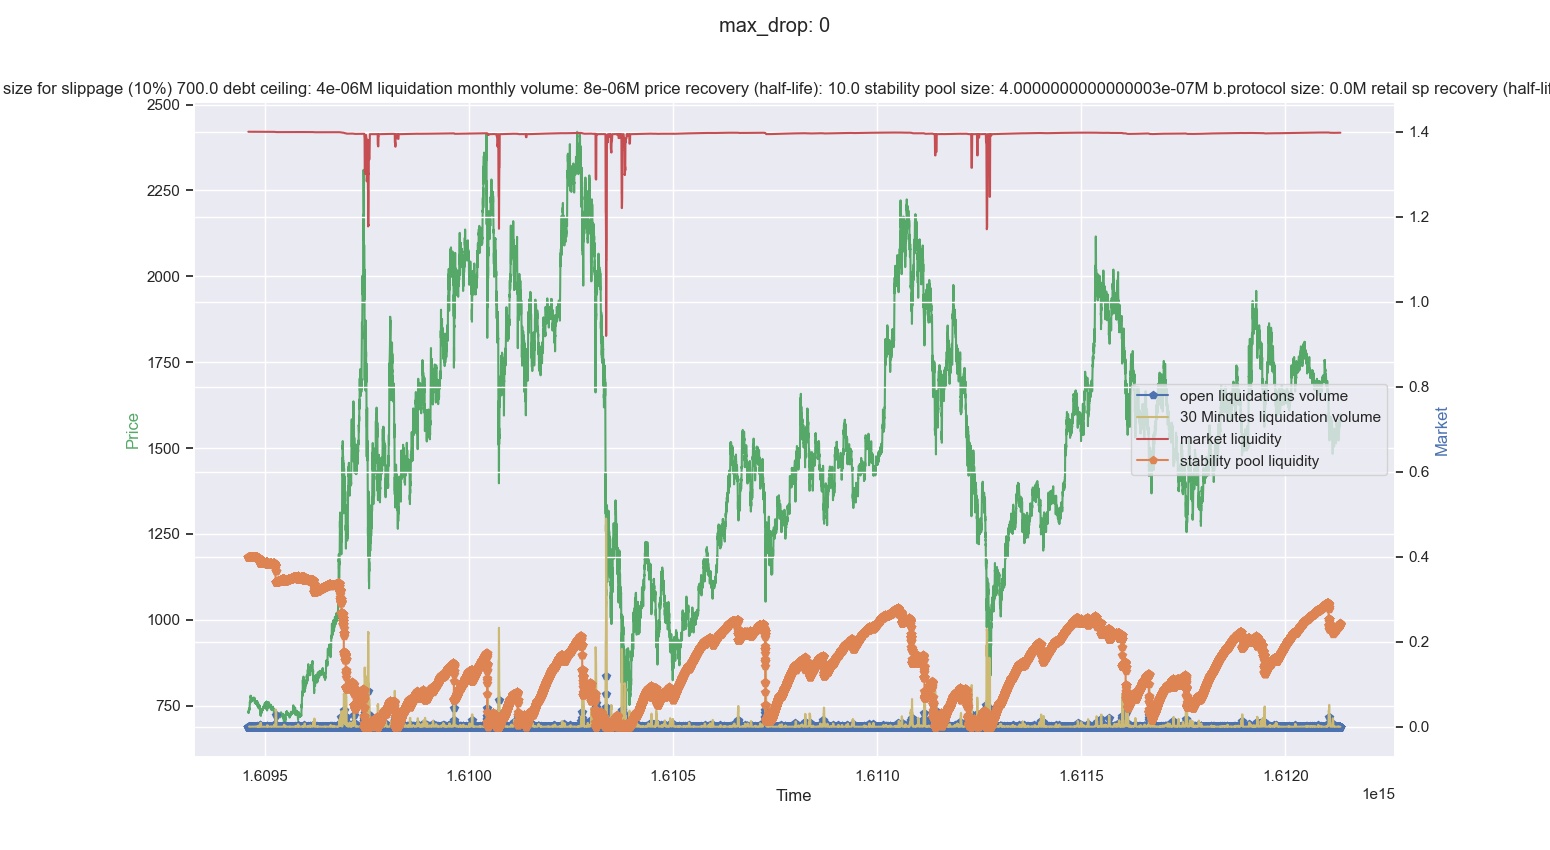 max_drop: 0
size for slippage (10%) 700.0 debt ceiling: 4e-06M liquidation monthly volume: 8e-06M price recovery (half-life): 10.0 stability pool size: 4.0000000000000003e-07M b.protocol size: 0.0M retail sp recovery (half-lif
2500
2250
2000
1750
1500
1250
1000
750
Price
1.4
1.2
1.0
0.8
0.6
0.4
0.2
0.0
Market
open liquidations volume
30 Minutes liquidation volume
market liquidity
stability pool liquidity
1.6095 1.6100 1.6105 1.6110 1.6115 1.6120
Time
1e15